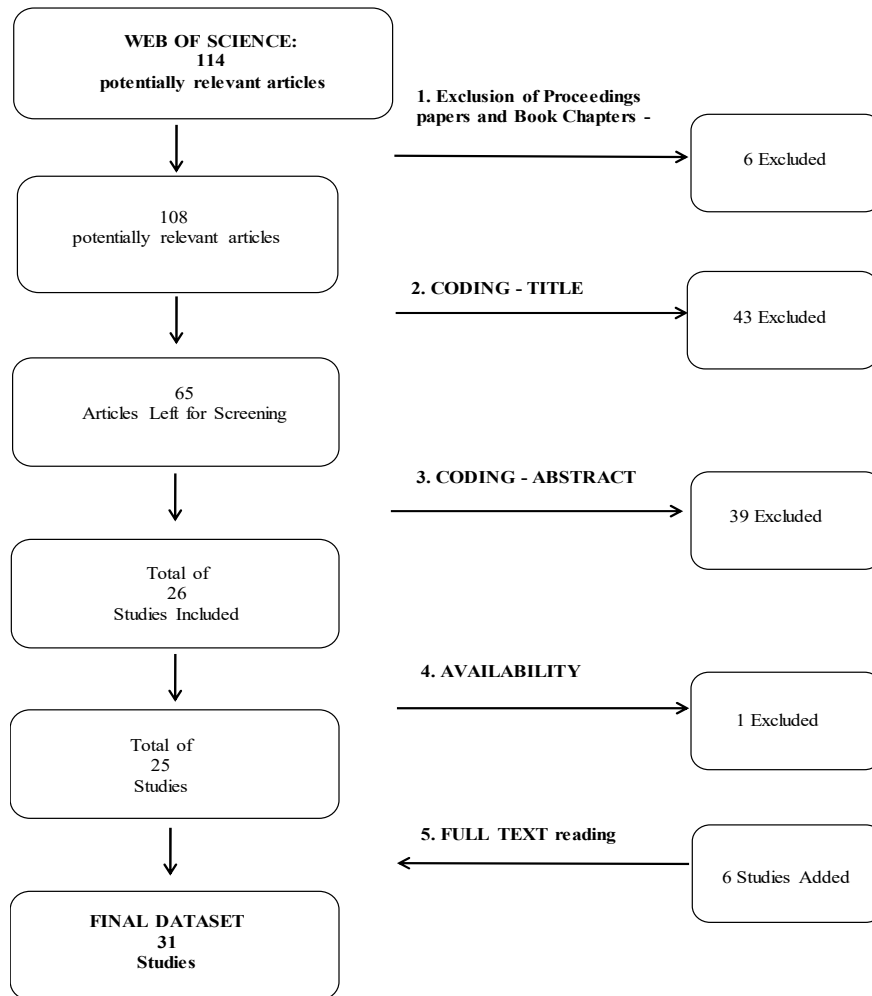 WEB OF SCIENCE:
114
potentially relevant articles
1. Exclusion of Proceedings
papers and Book Chapters -
6 Excluded
108
potentially relevant articles
2. CODING - TITLE
43 Excluded
65
Articles Left for Screening
3. CODING - ABSTRACT
39 Excluded
Total of
26
Studies Included
4. AVAILABILITY
1 Excluded
Total of
25
Studies
5. FULL TEXT reading
6 Studies Added
FINAL DATASET
31
Studies